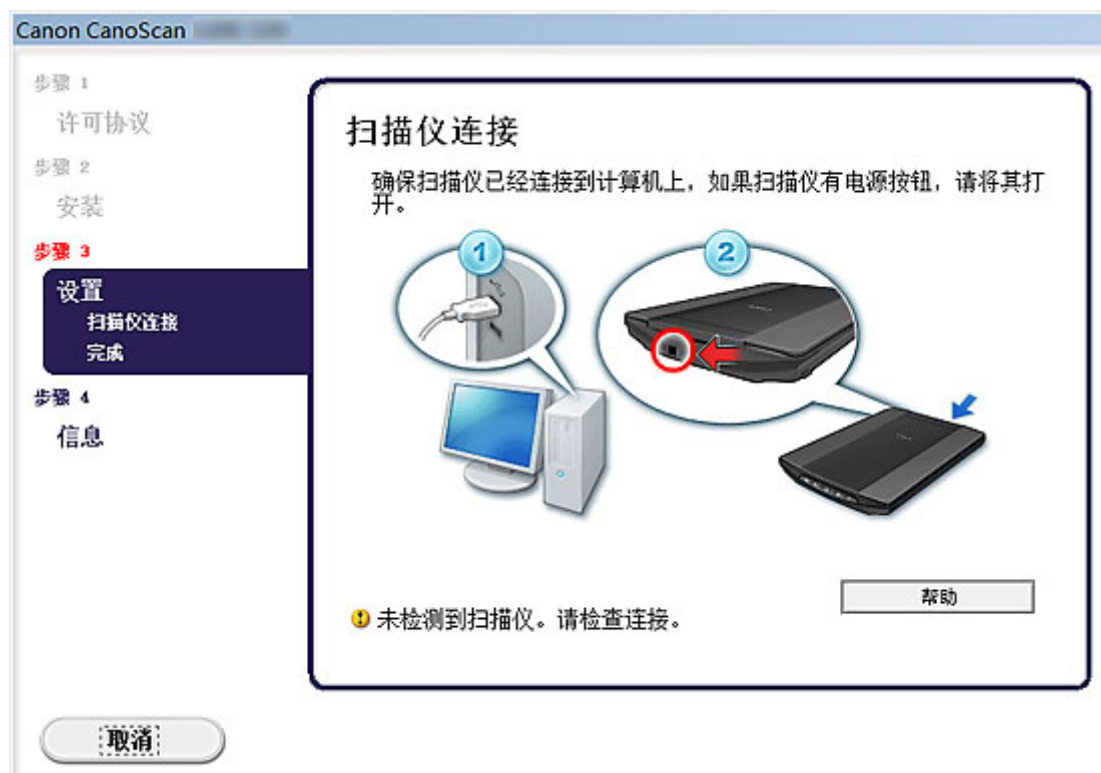 Canon CanoScan
步骤 1
许可协议
步骤 2
安装
步骤 3
设置
扫描仪连接
完成
步骤 4
信息
扫描仪连接
确保扫描仪已经连接到计算机上，如果扫描仪有电源按钮，请将其打
开。
1
2
未检测到扫描仪。请检查连接。
帮助
取消